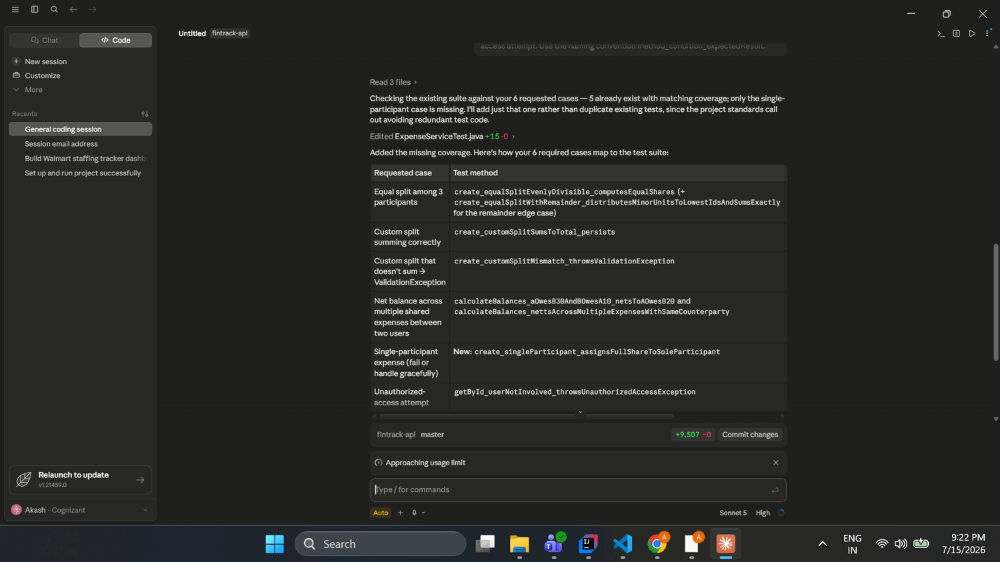 Untitled fintrack-api
Chat
Code
New session
Customize
More
Recents
General coding session
Session email address
Build Walmart staffing tracker dashbo
Set up and run project successfully
Relaunch to update
v1.21459.0
Akash · Cognizant
access attempt. Use the naming convention method_condition_expectedResult.
Read 3 files ›
Checking the existing suite against your 6 requested cases — 5 already exist with matching coverage; only the single-
participant case is missing. I'll add just that one rather than duplicate existing tests, since the project standards call
out avoiding redundant test code.
Edited ExpenseServiceTest.java +15 -0 ›
Added the missing coverage. Here's how your 6 required cases map to the test suite:
Requested case Test method
Equal split among 3
participants
create_equalSplitEvenlyDivisible_computesEqualShares (+
create_equalSplitWithRemainder_distributesMinorUnitsToLowestIdsAndSumsExactly
for the remainder edge case)
Custom split
summing correctly
create_customSplitSumsToTotal_persists
Custom split that
doesn't sum →
ValidationException
create_customSplitMismatch_throwsValidationException
Net balance across
multiple shared
expenses between
two users
calculateBalances_aOwesB30AndBOwesA10_netsToAOwesB20 and
calculateBalances_nettsAcrossMultipleExpensesWithSameCounterparty
Single-participant
expense (fail or
handle gracefully)
New: create_singleParticipant_assignsFullShareToSoleParticipant
Unauthorized-
access attempt
getById_userNotInvolved_throwsUnauthorizedAccessException
fintrack-api master
+9,507 -0 Commit changes
Approaching usage limit
Type / for commands
Auto
Sonnet 5 High
Search
ENG
IN
9:22 PM
7/15/2026